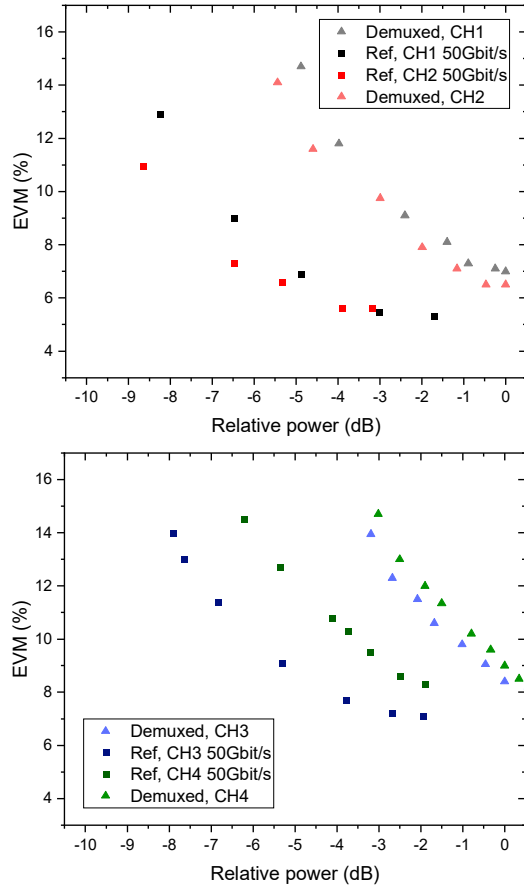 Demuxed, CH1
Ref, CH1 50Gbit/s
Ref, CH2 50Gbit/s
Demuxed, CH2
EVM (%)
16
14
12
10
8
6
4
-10 -9 -8 -7 -6 -5 -4 -3 -2 -1 0
Relative power (dB)
EVM (%)
16
14
12
10
8
6
4
Demuxed, CH3
Ref, CH3 50Gbit/s
Ref, CH4 50Gbit/s
Demuxed, CH4
-10 -9 -8 -7 -6 -5 -4 -3 -2 -1 0
Relative power (dB)